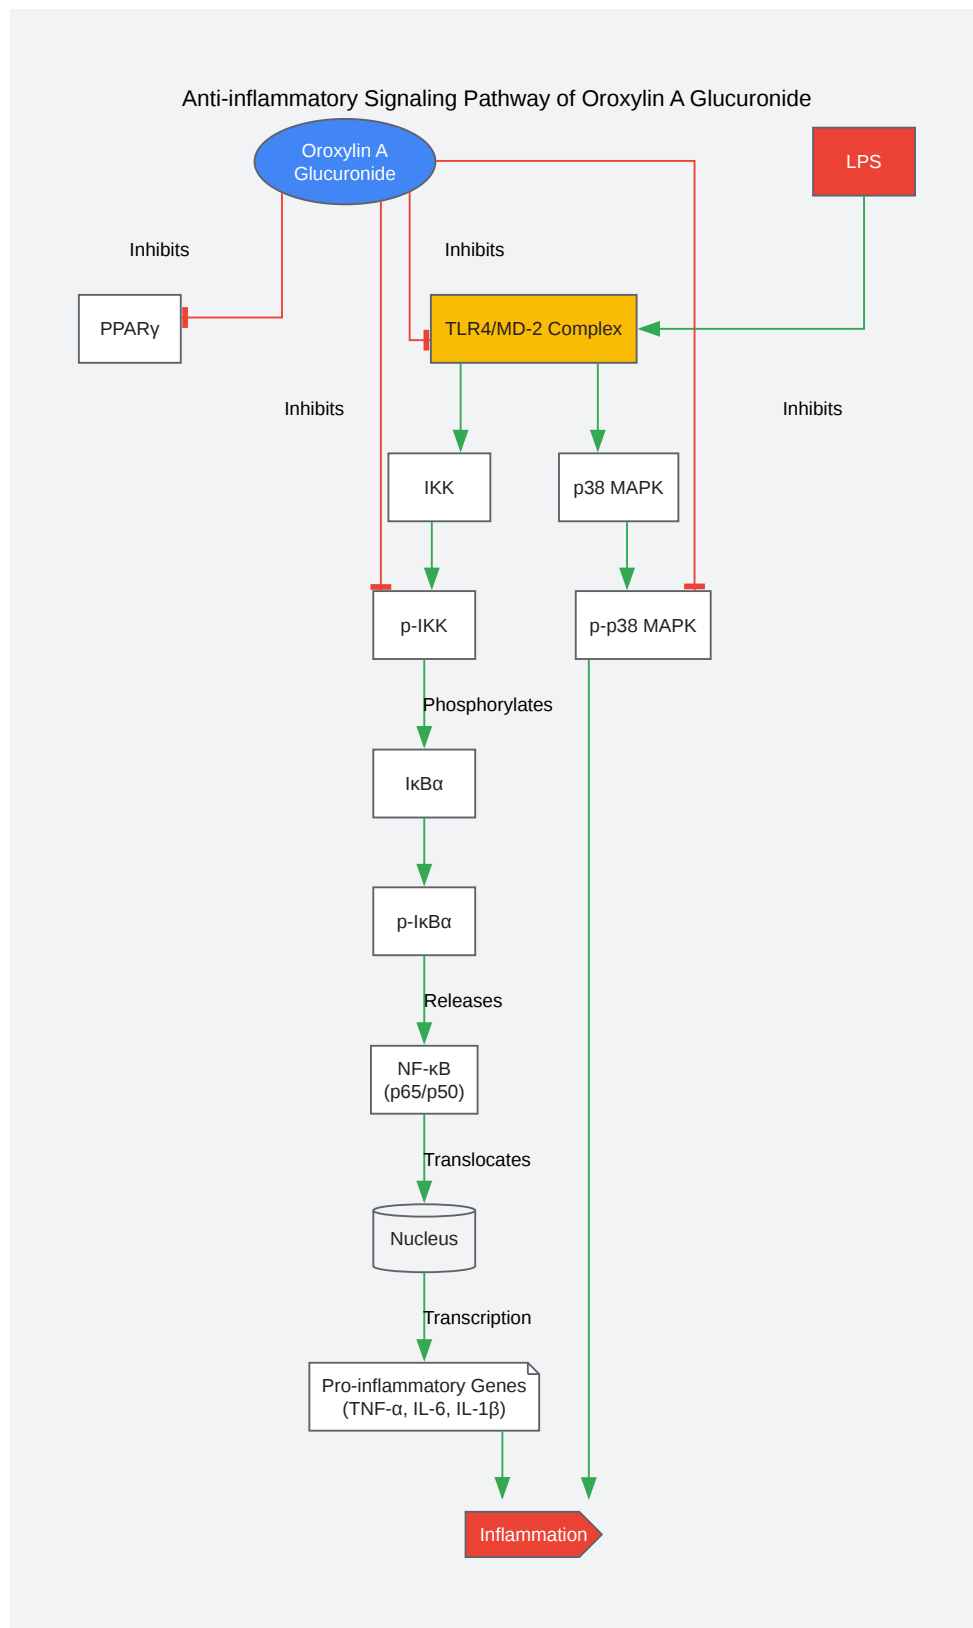 Anti-inflammatory Signaling Pathway of Oroxylin A Glucuronide
Oroxylin A
Glucuronide
LPS
Inhibits
Inhibits
PPARγ
TLR4/MD-2 Complex
Inhibits
Inhibits
IKK
p38 MAPK
p-IKK
p-p38 MAPK
Phosphorylates
IκBα
p-IκBα
Releases
NF-κB
(p65/p50)
Translocates
Nucleus
Transcription
Pro-inflammatory Genes
(TNF-α, IL-6, IL-1β)
Inflammation